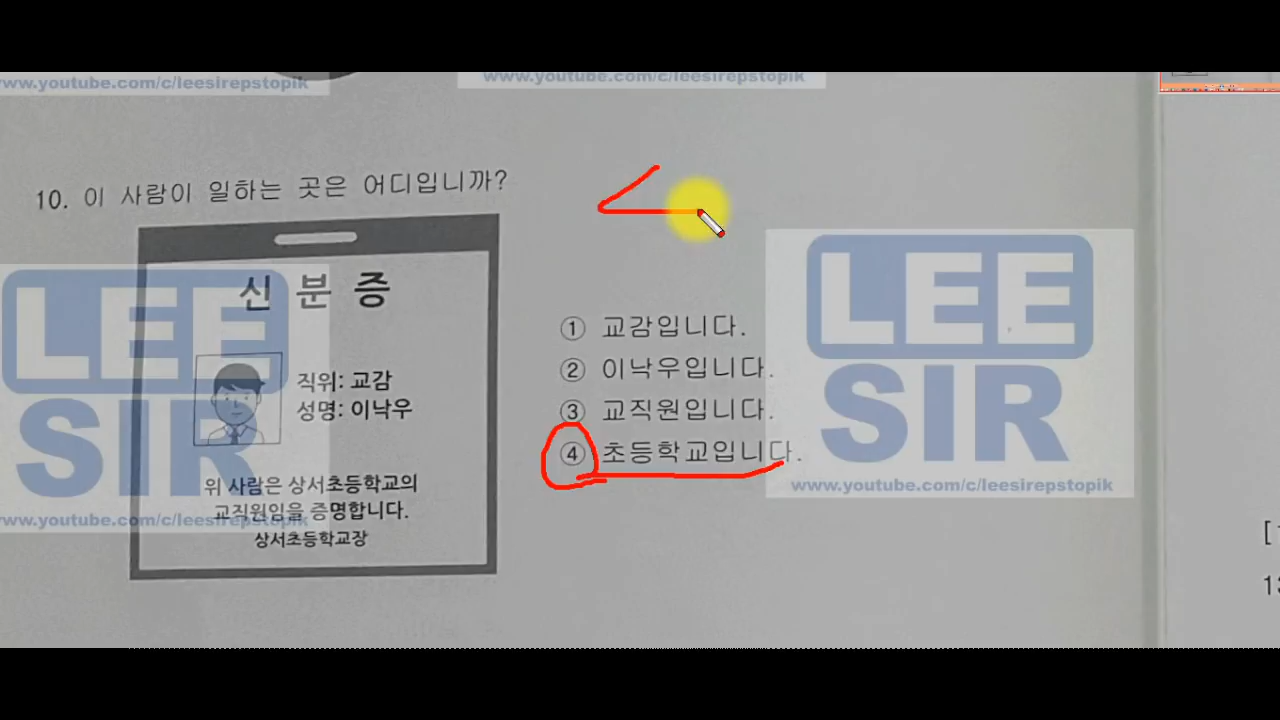 www.youtube.com/c/leesirepstopik
www.youtube.com/c/leesirepstopik
10. 이 사람이 일하는 곳은 어디입니까?
신분증
직위: 교감
성명: 이낙우
위 사람은 상서초등학교의
교직원임을 증명합니다.
상서초등학교장
① 교감입니다.
② 이낙우입니다.
③ 교직원입니다.
④ 초등학교입니다.
LEE
SIR
www.youtube.com/c/leesirepstopik
LEE
SIR
www.youtube.com/c/leesirepstopik